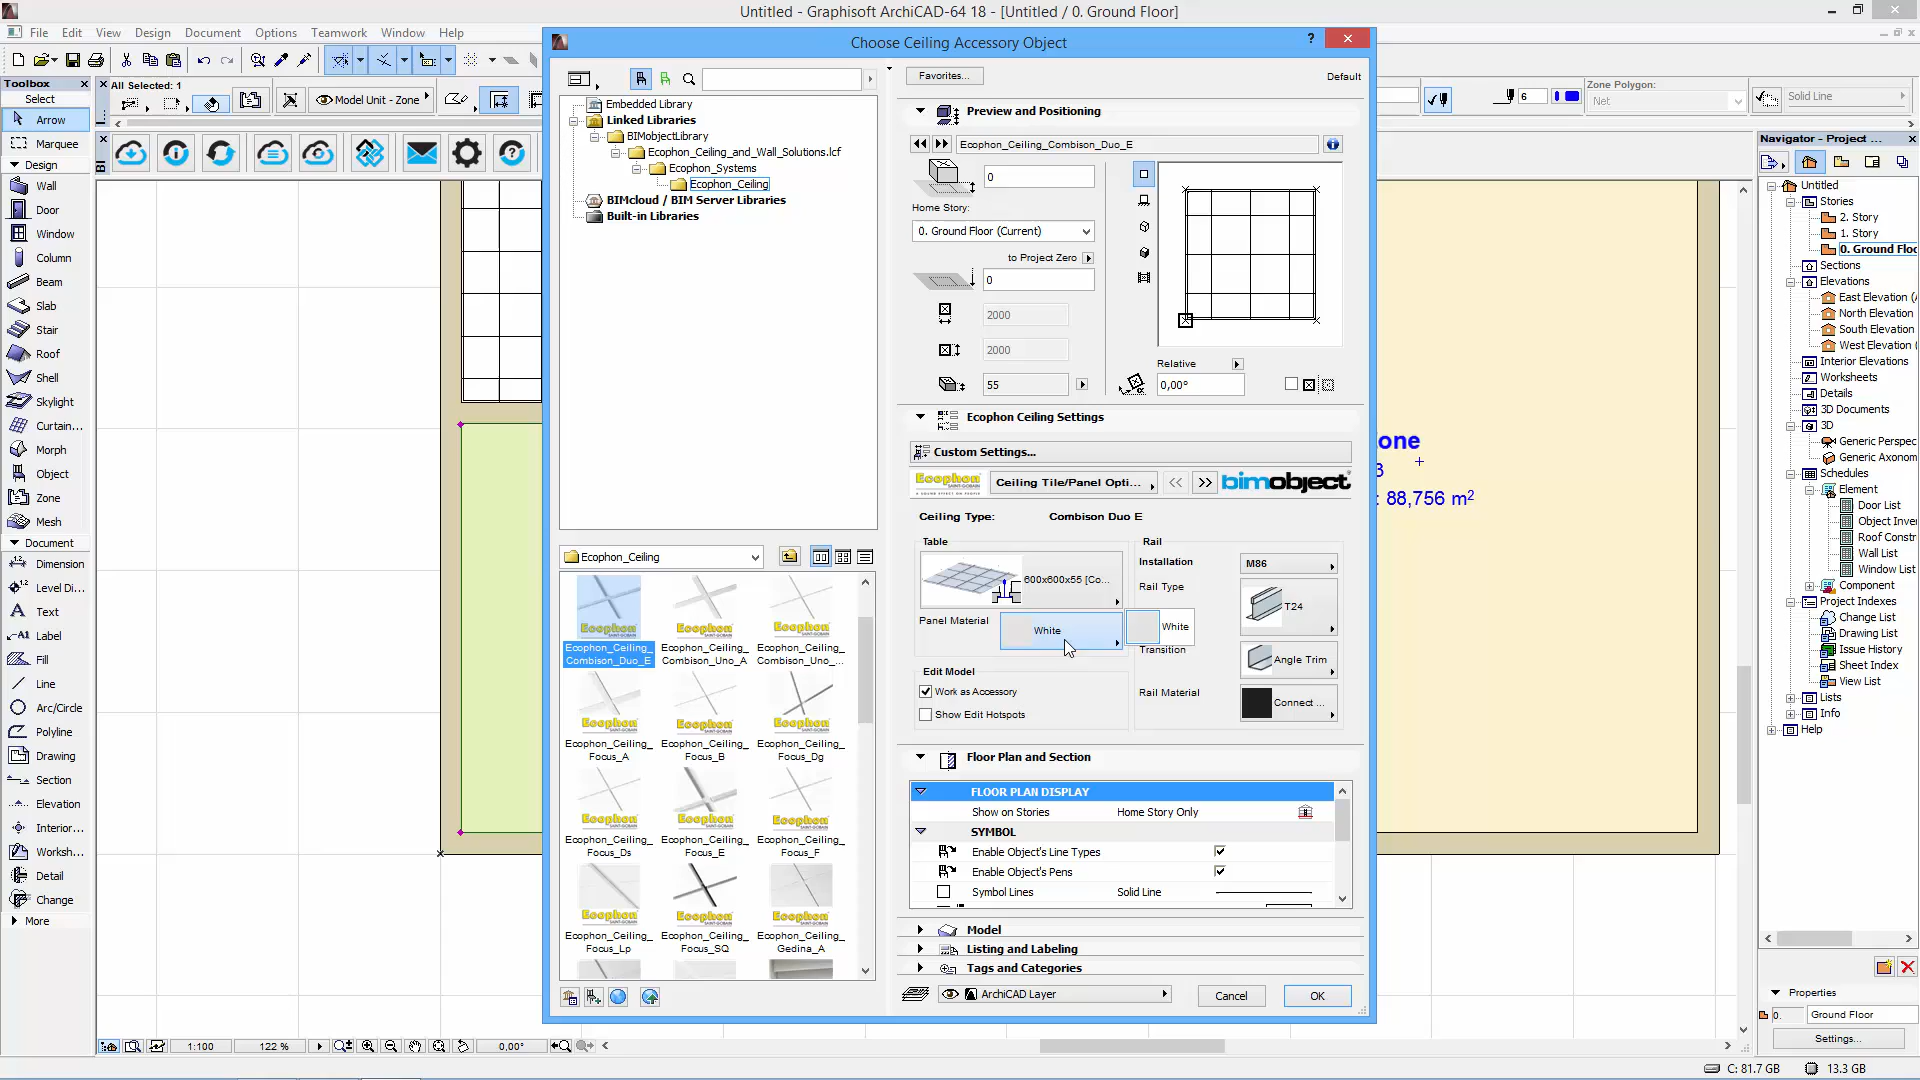 Untitled - Graphisoft ArchiCAD-64 18 - [Untitled / 0. Ground Floor]
File Edit View Design Document Options Teamwork Window Help
Choose Ceiling Accessory Object
?
Toolbox
Select
Arrow
Marquee
Design
Wall
Door
Window
Column
Beam
Slab
Stair
Roof
Shell
Skylight
Curtain...
Morph
Object
Zone
Mesh
Document
Dimension
Level Di...
Text
Label
Fill
Line
Arc/Circle
Polyline
Drawing
Section
Elevation
Interior...
Worksh...
Detail
Change
More
All Selected: 1
Model Unit - Zone
Embedded Library
Linked Libraries
BIMobjectLibrary
Ecophon_Ceiling_and_Wall_Solutions.lcf
Ecophon_Systems
Ecophon_Ceiling
BIMcloud / BIM Server Libraries
Built-in Libraries
Ecophon_Ceiling
Ecophon_Ceiling_Combison_Duo_E
Ecophon_Ceiling_Combison_Uno_A
Ecophon_Ceiling_Combison_Uno_...
Ecophon_Ceiling_Focus_A
Ecophon_Ceiling_Focus_B
Ecophon_Ceiling_Focus_Dg
Ecophon_Ceiling_Focus_Ds
Ecophon_Ceiling_Focus_E
Ecophon_Ceiling_Focus_F
Ecophon_Ceiling_Focus_Lp
Ecophon_Ceiling_Focus_SQ
Ecophon_Ceiling_Gedina_A
Favorites...
Default
Preview and Positioning
Ecophon_Ceiling_Combison_Duo_E
0
Home Story:
0. Ground Floor (Current)
to Project Zero
0
2000
2000
55
Relative
0,00°
Ecophon Ceiling Settings
Custom Settings...
Ecophon
Ceiling Tile/Panel Opti...
bimobject
Ceiling Type: Combison Duo E
Table
600x600x55 [Co...
Panel Material
White
White
Rail
Installation
M86
Rail Type
T24
Transition
Angle Trim
Rail Material
Connect ...
Edit Model
Work as Accessory
Show Edit Hotspots
Floor Plan and Section
FLOOR PLAN DISPLAY
Show on Stories Home Story Only
SYMBOL
Enable Object's Line Types
Enable Object's Pens
Symbol Lines Solid Line
Model
Listing and Labeling
Tags and Categories
ArchiCAD Layer
Cancel
OK
6
Zone Polygon:
Net
Solid Line
one
3
: 88,756 m²
Navigator - Project ...
Untitled
Stories
2. Story
1. Story
0. Ground Floo
Sections
Elevations
East Elevation (A
North Elevation
South Elevation
West Elevation (
Interior Elevations
Worksheets
Details
3D Documents
3D
Generic Perspec
Generic Axonom
Schedules
Element
Door List
Object Inver
Roof Constr
Wall List
Window List
Component
Project Indexes
Change List
Drawing List
Issue History
Sheet Index
View List
Lists
Info
Help
Properties
0. Ground Floor
Settings...
1:100
122 %
0,00°
C: 81.7 GB
13.3 GB